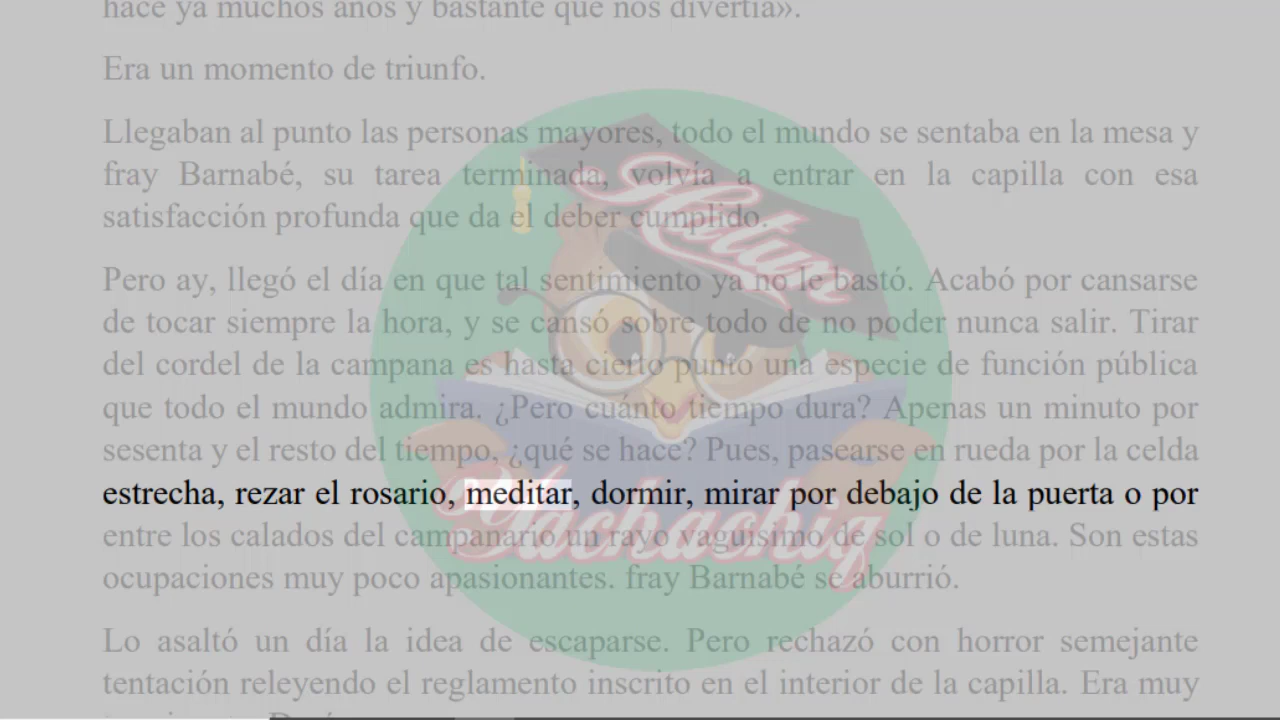 hace ya muchos años y bastante que nos divertía».
Era un momento de triunfo.
Llegaban al punto las personas mayores, todo el mundo se sentaba en la mesa y
fray Barnabé, su tarea terminada, volvía a entrar en la capilla con esa
satisfacción profunda que da el deber cumplido.
Pero ay, llegó el día en que tal sentimiento ya no le bastó. Acabó por cansarse
de tocar siempre la hora, y se cansó sobre todo de no poder nunca salir. Tirar
del cordel de la campana es hasta cierto punto una especie de función pública
que todo el mundo admira. ¿Pero cuánto tiempo dura? Apenas un minuto por
sesenta y el resto del tiempo, ¿qué se hace? Pues, pasearse en rueda por la celda
estrecha, rezar el rosario, meditar, dormir, mirar por debajo de la puerta o por
entre los calados del campanario un rayo vaguísimo de sol o de luna. Son estas
ocupaciones muy poco apasionantes. fray Barnabé se aburrió.
Lo asaltó un día la idea de escaparse. Pero rechazó con horror semejante
tentación releyendo el reglamento inscrito en el interior de la capilla. Era muy
Hatun
Sachachiq